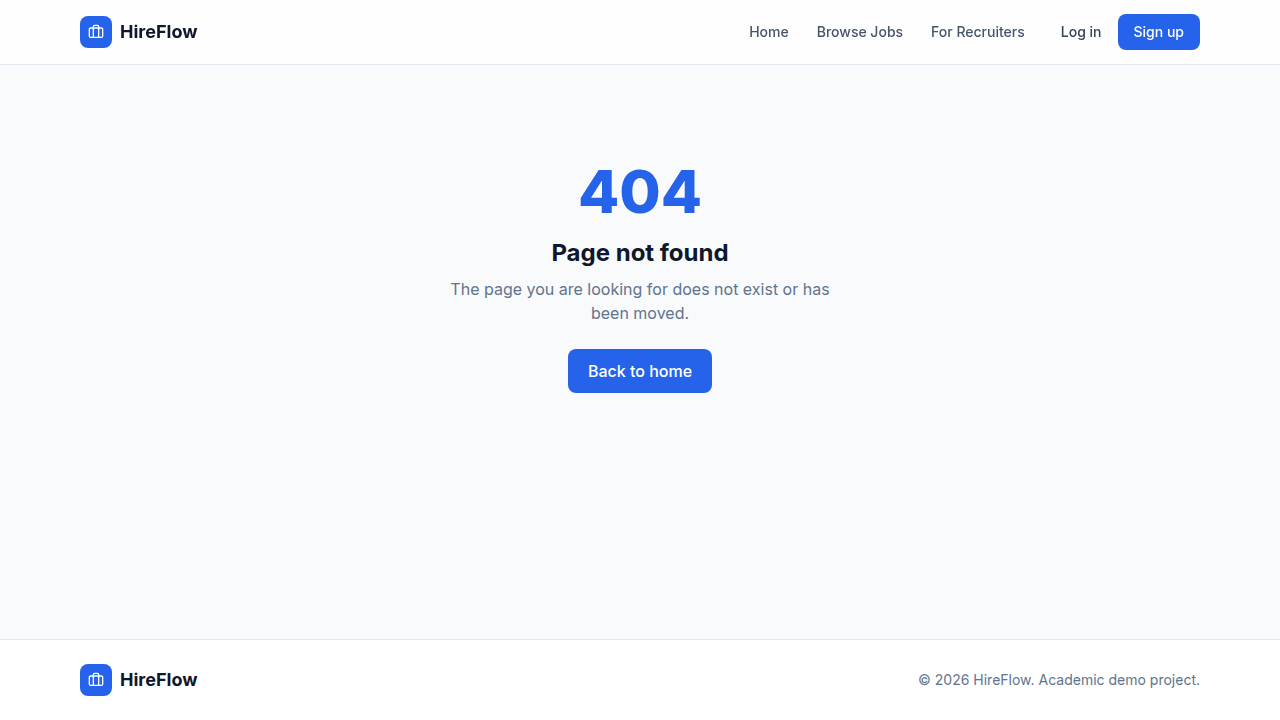 HireFlow
Home
Browse Jobs
For Recruiters
Log in
Sign up
404
Page not found
The page you are looking for does not exist or has
been moved.
Back to home
HireFlow
© 2026 HireFlow. Academic demo project.